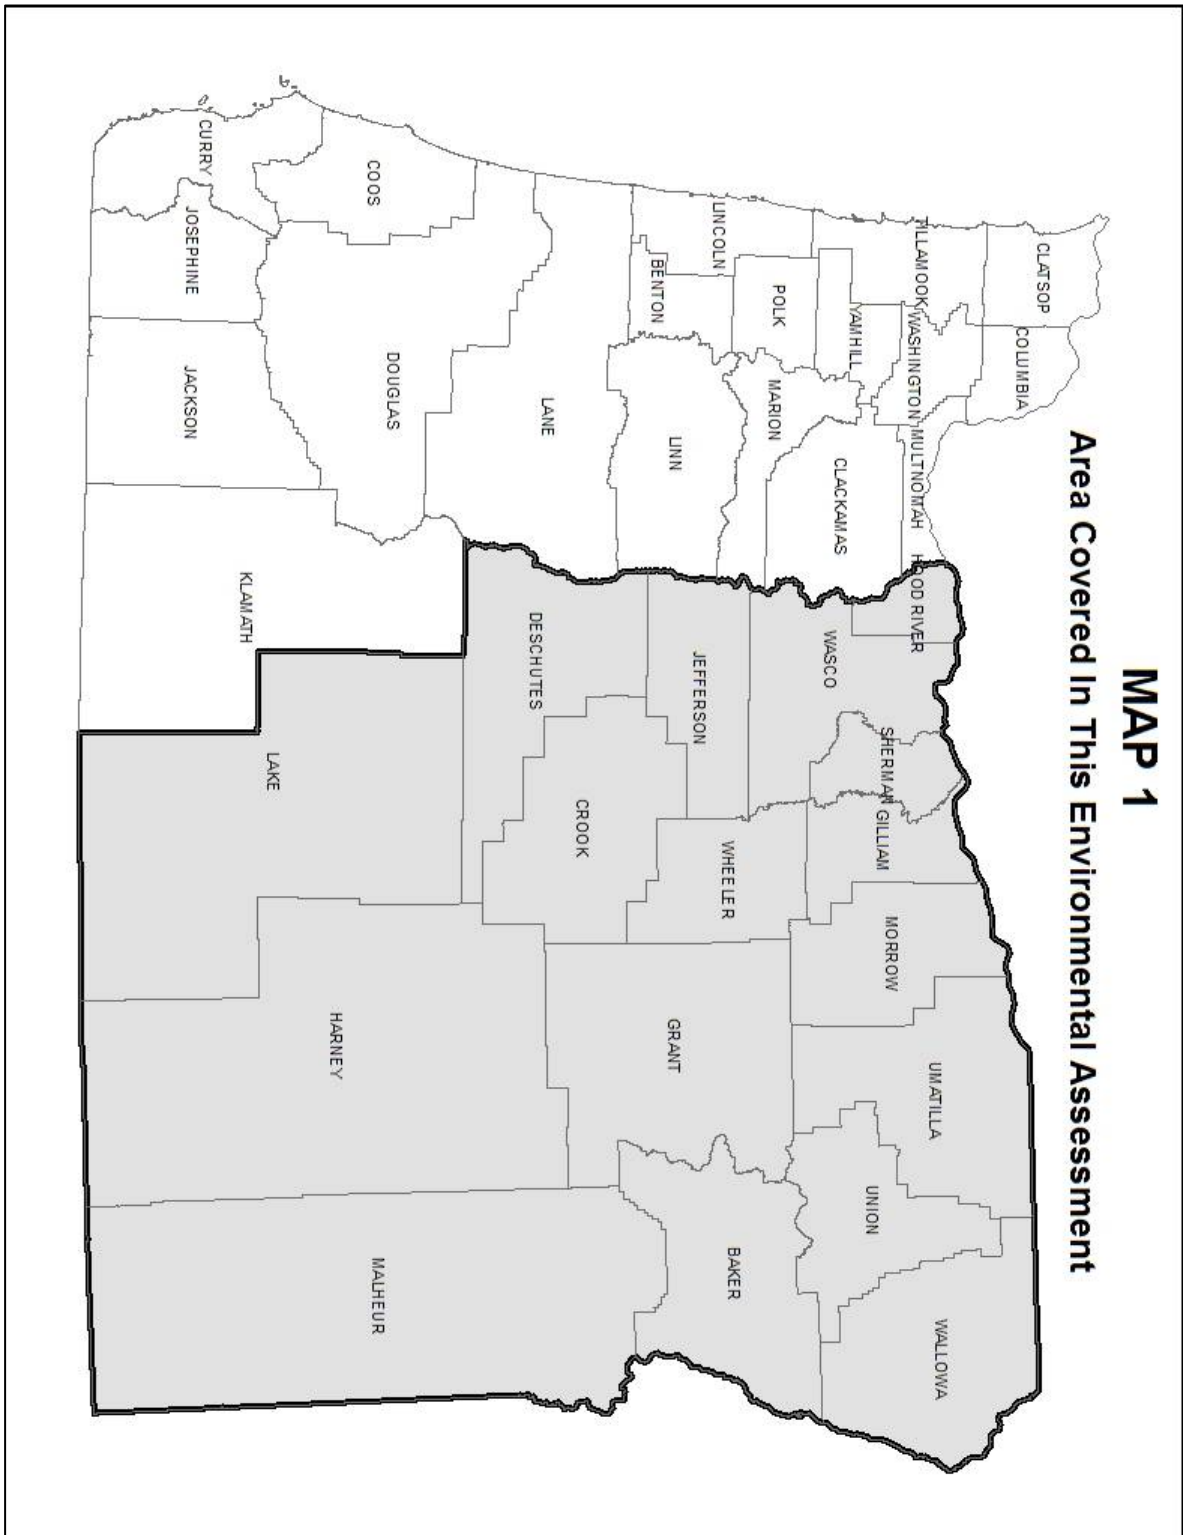 MAP 1
Area Covered In This Environmental Assessment
CLATSOP
COLUMBIA
TILLAMOOK
WASHINGTON
MULTNOMAH
HOOD RIVER
YAMHILL
CLACKAMAS
WASCO
SHERMAN
GILLIAM
MORROW
UMATILLA
UNION
WALLOWA
POLK
MARION
LINCOLN
BENTON
LINN
JEFFERSON
WHEELER
GRANT
BAKER
LANE
DESCHUTES
CROOK
COOS
DOUGLAS
CURRY
JOSEPHINE
JACKSON
KLAMATH
LAKE
HARNEY
MALHEUR